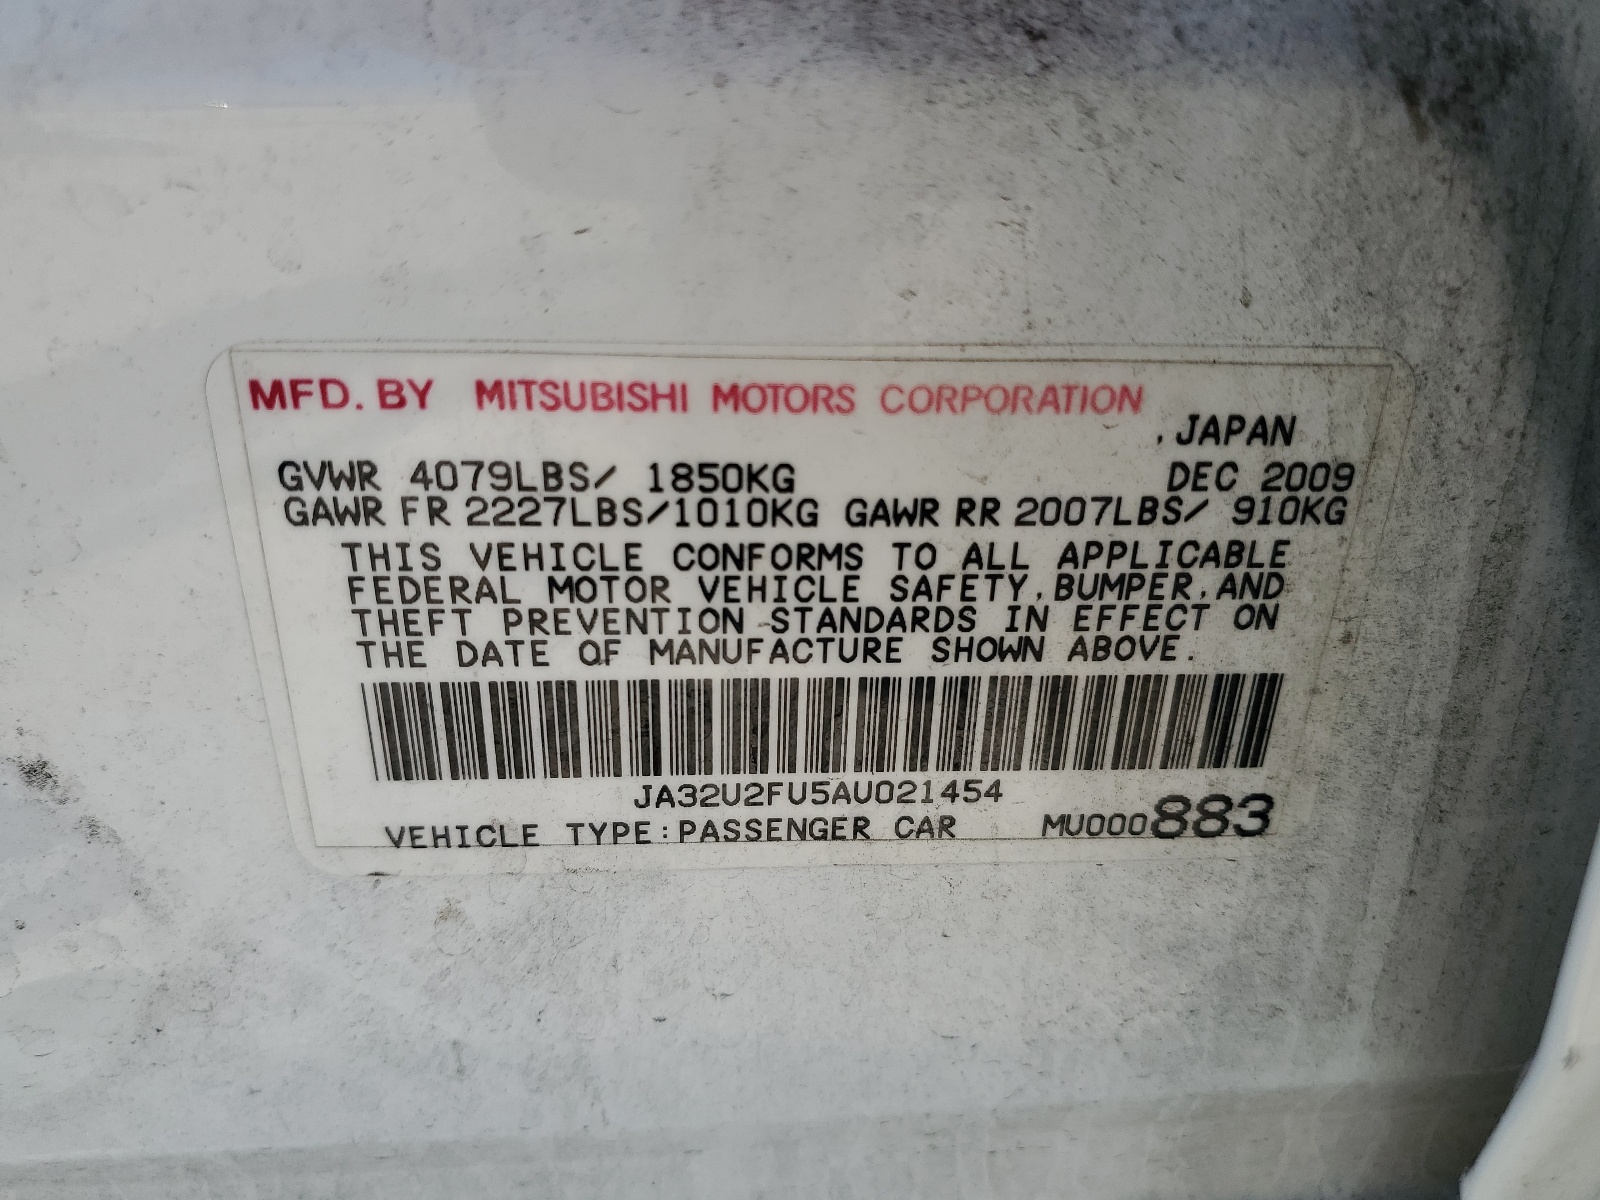 MFD. BY MITSUBISHI MOTORS CORPORATION
, JAPAN
GVWR 4079LBS/ 1850KG DEC 2009
GAWR FR 2227LBS/1010KG GAWR RR 2007LBS/ 910KG
THIS VEHICLE CONFORMS TO ALL APPLICABLE
FEDERAL MOTOR VEHICLE SAFETY, BUMPER, AND
THEFT PREVENTION STANDARDS IN EFFECT ON
THE DATE OF MANUFACTURE SHOWN ABOVE.
JA32U2FU5AU021454
VEHICLE TYPE:PASSENGER CAR MU000883